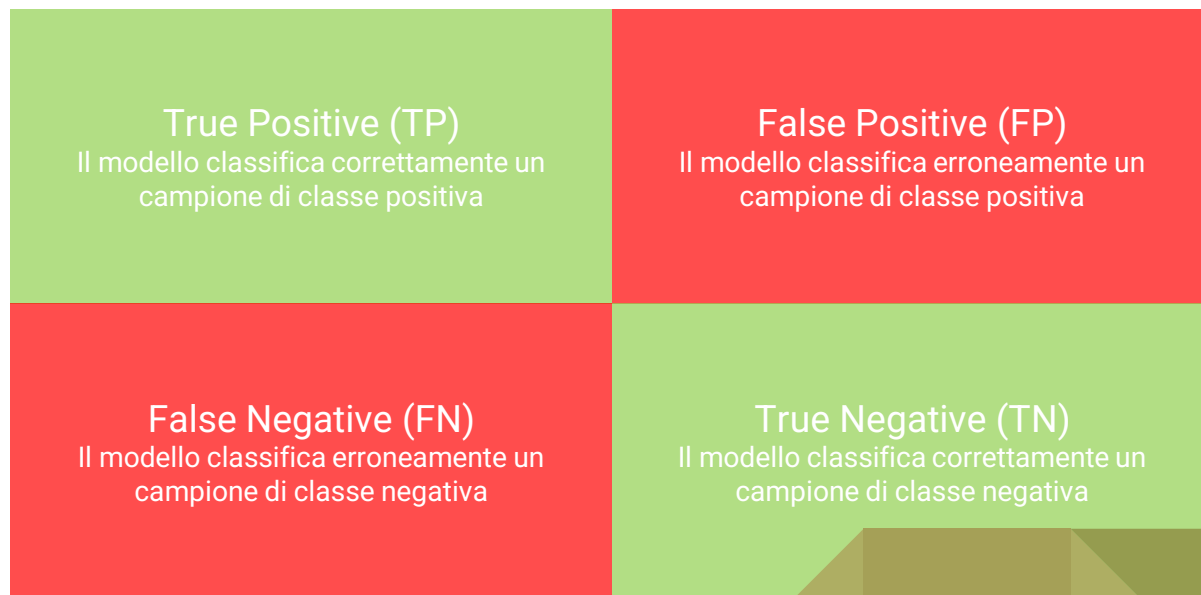 True Positive (TP)
Il modello classifica correttamente un
campione di classe positiva
False Positive (FP)
Il modello classifica erroneamente un
campione di classe positiva
False Negative (FN)
Il modello classifica erroneamente un
campione di classe negativa
True Negative (TN)
Il modello classifica correttamente un
campione di classe negativa